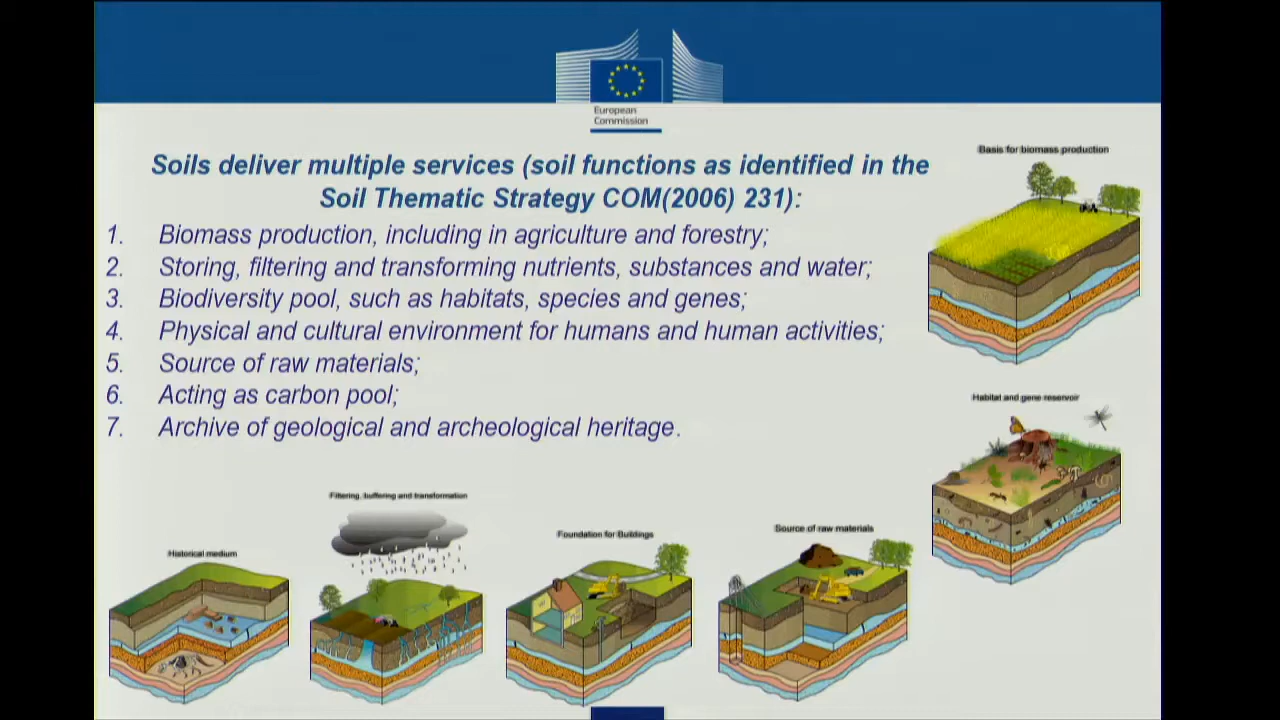 European
Commission
Soils deliver multiple services (soil functions as identified in the
Soil Thematic Strategy COM(2006) 231):
1. Biomass production, including in agriculture and forestry;
2. Storing, filtering and transforming nutrients, substances and water;
3. Biodiversity pool, such as habitats, species and genes;
4. Physical and cultural environment for humans and human activities;
5. Source of raw materials;
6. Acting as carbon pool;
7. Archive of geological and archeological heritage.
Basis for biomass production
Habitat and gene reservoir
Historical medium
Filtering, buffering and transformation
Foundation for Buildings
Source of raw materials